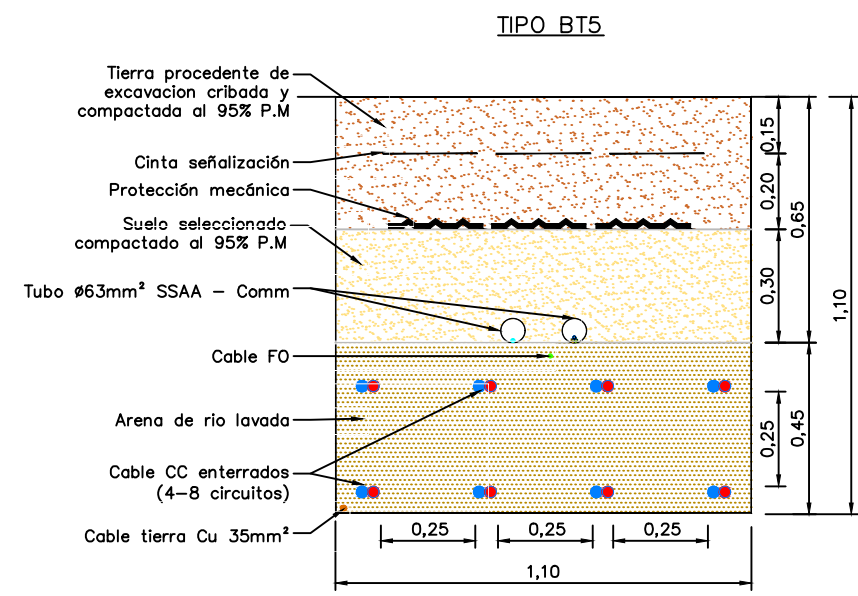 TIPO BT5
Tierra procedente de
excavacion cribada y
compactada al 95% P.M
Cinta señalización
Protección mecánica
Suelo seleccionado
compactado al 95% P.M
Tubo ø63mm² SSAA - Comm
Cable FO
Arena de rio lavada
Cable CC enterrados
(4-8 circuitos)
Cable tierra Cu 35mm²
0,15
0,20
0,30
0,65
1,10
0,25
0,45
0,25
0,25
0,25
1,10